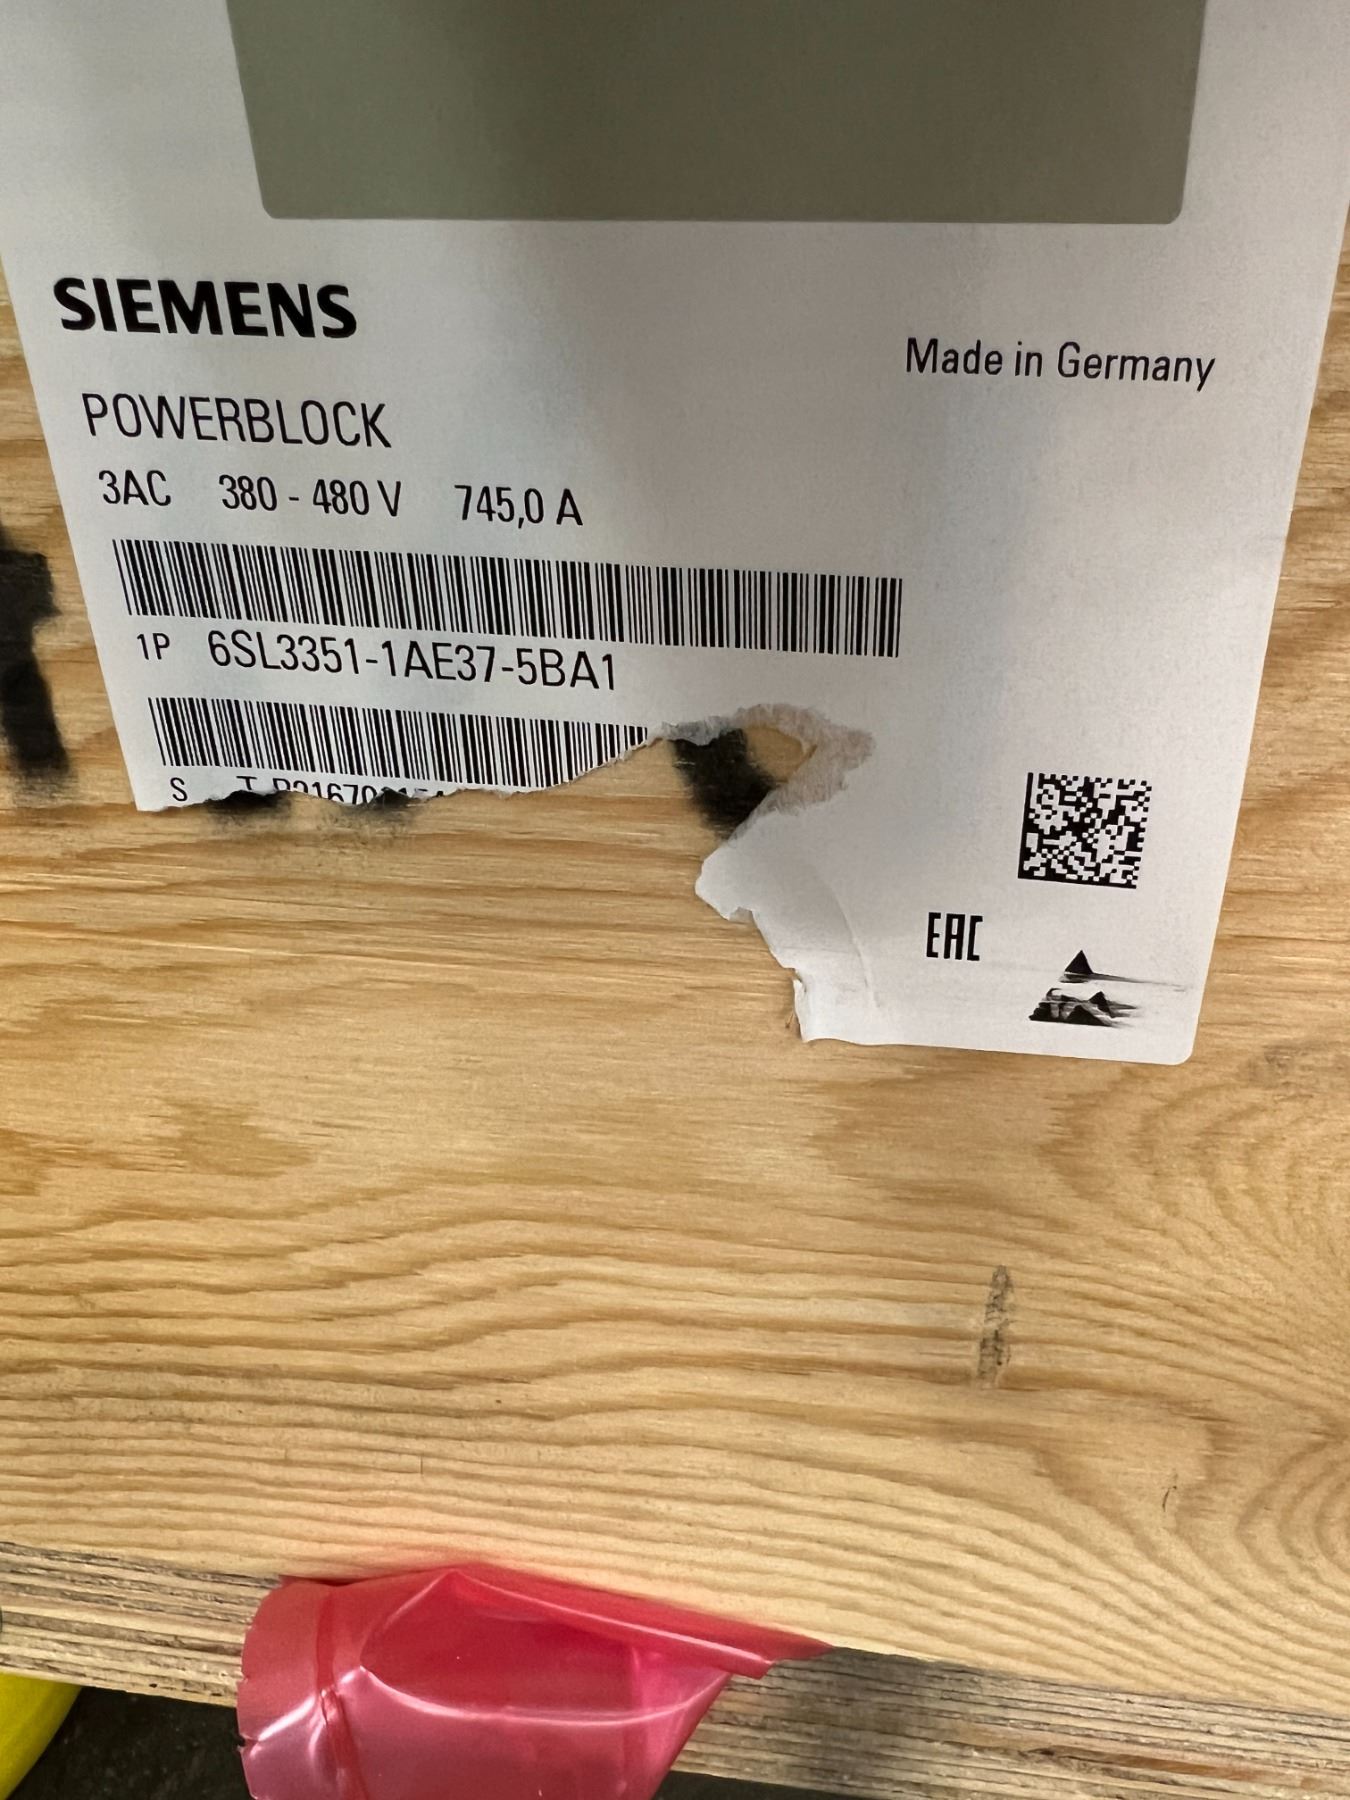 SIEMENS
Made in Germany
POWERBLOCK
3AC 380 - 480 V 745,0 A
1P 6SL3351-1AE37-5BA1
S
EAC